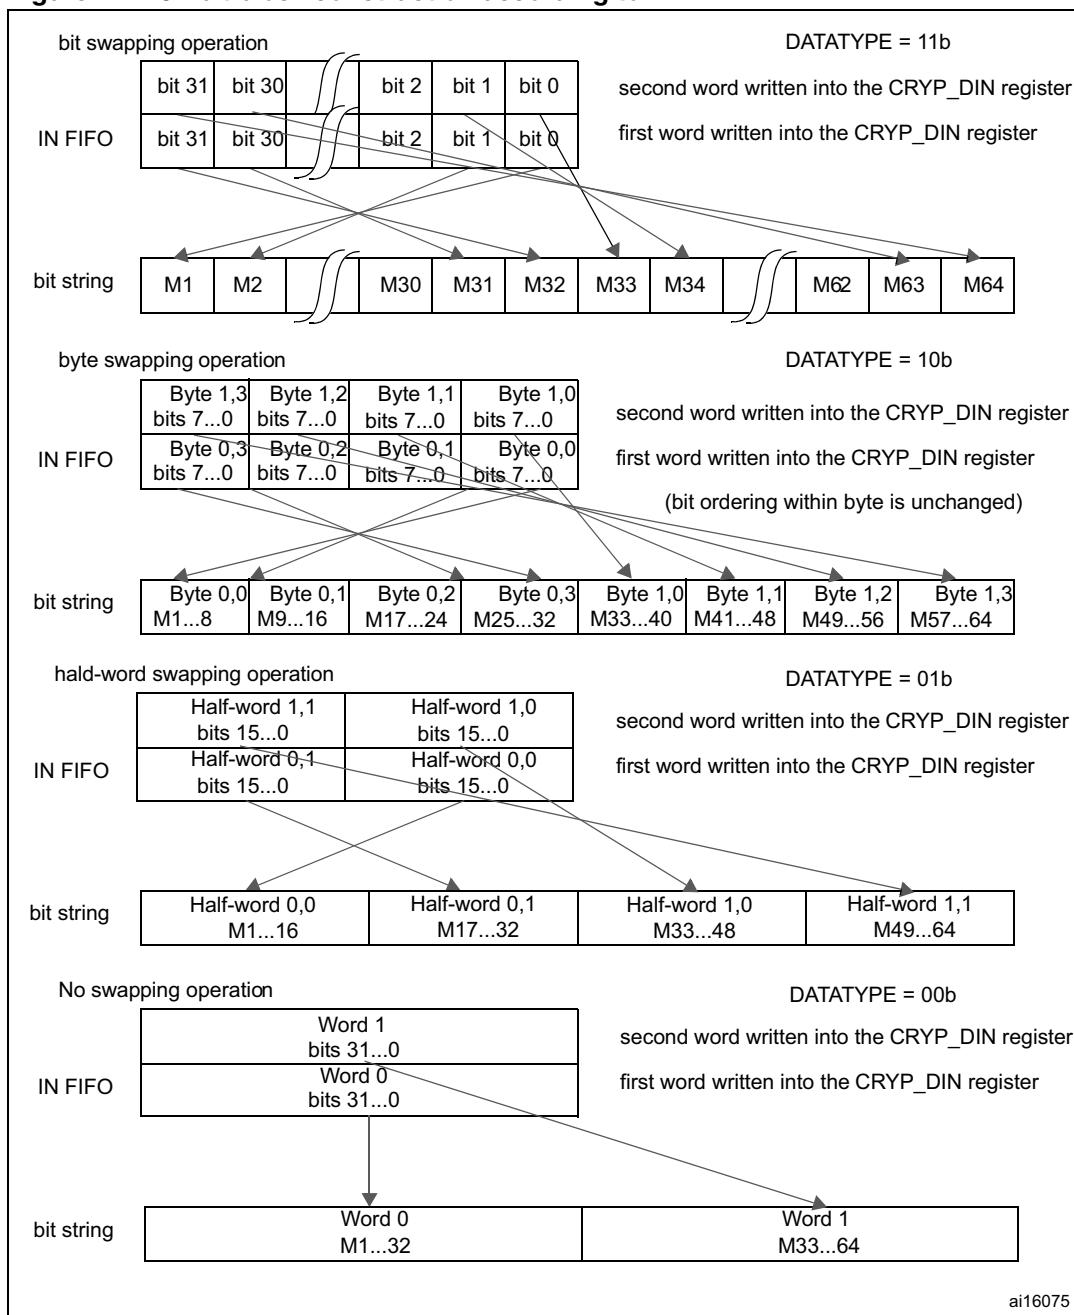 bit swapping operation DATATYPE = 11b
bit 31 bit 30 bit 2 bit 1 bit 0 second word written into the CRYP_DIN register
IN FIFO bit 31 bit 30 bit 2 bit 1 bit 0 first word written into the CRYP_DIN register
bit string M1 M2 M30 M31 M32 M33 M34 M62 M63 M64
byte swapping operation DATATYPE = 10b
Byte 1,3 Byte 1,2 Byte 1,1 Byte 1,0
bits 7...0 bits 7...0 bits 7...0 bits 7...0 second word written into the CRYP_DIN register
IN FIFO Byte 0,3 Byte 0,2 Byte 0,1 Byte 0,0 first word written into the CRYP_DIN register
bits 7...0 bits 7...0 bits 7...0 bits 7...0
(bit ordering within byte is unchanged)
bit string Byte 0,0 Byte 0,1 Byte 0,2 Byte 0,3 Byte 1,0 Byte 1,1 Byte 1,2 Byte 1,3
M1...8 M9...16 M17...24 M25...32 M33...40 M41...48 M49...56 M57...64
hald-word swapping operation DATATYPE = 01b
Half-word 1,1 Half-word 1,0
bits 15...0 bits 15...0 second word written into the CRYP_DIN register
IN FIFO Half-word 0,1 Half-word 0,0 first word written into the CRYP_DIN register
bits 15...0 bits 15...0
bit string Half-word 0,0 Half-word 0,1 Half-word 1,0 Half-word 1,1
M1...16 M17...32 M33...48 M49...64
No swapping operation DATATYPE = 00b
Word 1
bits 31...0 second word written into the CRYP_DIN register
IN FIFO Word 0 first word written into the CRYP_DIN register
bits 31...0
bit string Word 0 Word 1
M1...32 M33...64
ai16075